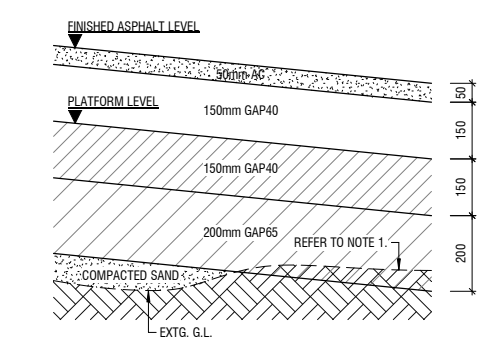 FINISHED ASPHALT LEVEL
50mm AC
50
150mm GAP40
150
PLATFORM LEVEL
150mm GAP40
150
200mm GAP65
REFER TO NOTE 1.
200
COMPACTED SAND
EXTG. G.L.